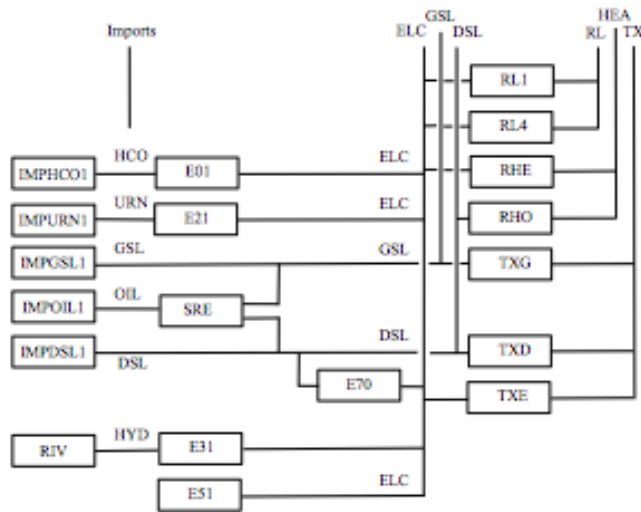 GSL HEA
Imports ELC DSL RL TX
RL1
RL4
HCO ELC RHE
IMPHCO1 E01
URN ELC RHO
IMPURN1 E21
GSL GSL
IMPGSL1 TXG
OIL
IMPOIL1 SRE
DSL
IMPDSL1 TXD
DSL
E70 TXE
HYD
RIV E31
ELC
E51